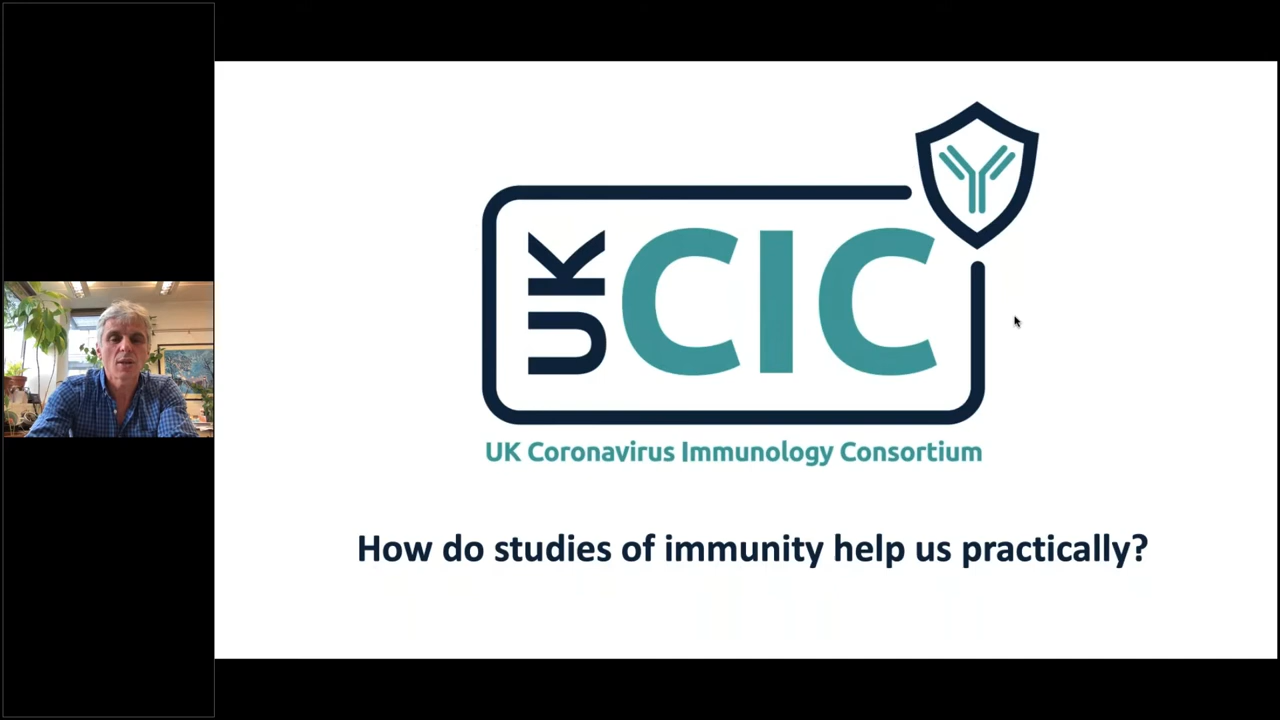 UK CIC
UK Coronavirus Immunology Consortium
How do studies of immunity help us practically?